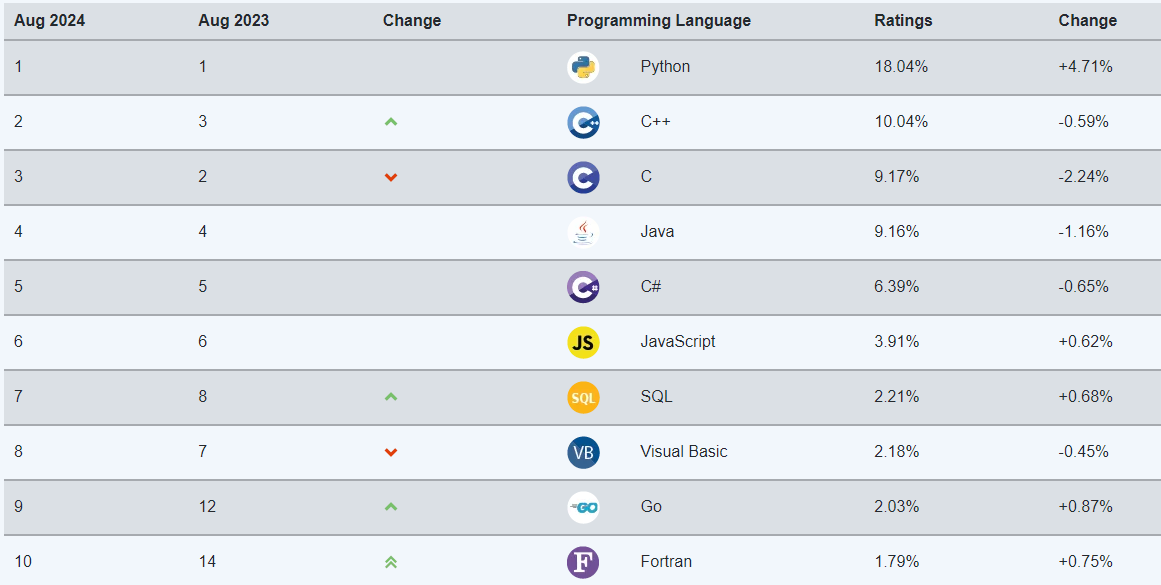 Aug 2024 Aug 2023 Change Programming Language Ratings Change
1 1 Python 18.04% +4.71%
2 3 C++ 10.04% -0.59%
3 2 C 9.17% -2.24%
4 4 Java 9.16% -1.16%
5 5 C# 6.39% -0.65%
6 6 JS JavaScript 3.91% +0.62%
7 8 SQL SQL 2.21% +0.68%
8 7 VB Visual Basic 2.18% -0.45%
9 12 GO Go 2.03% +0.87%
10 14 F Fortran 1.79% +0.75%